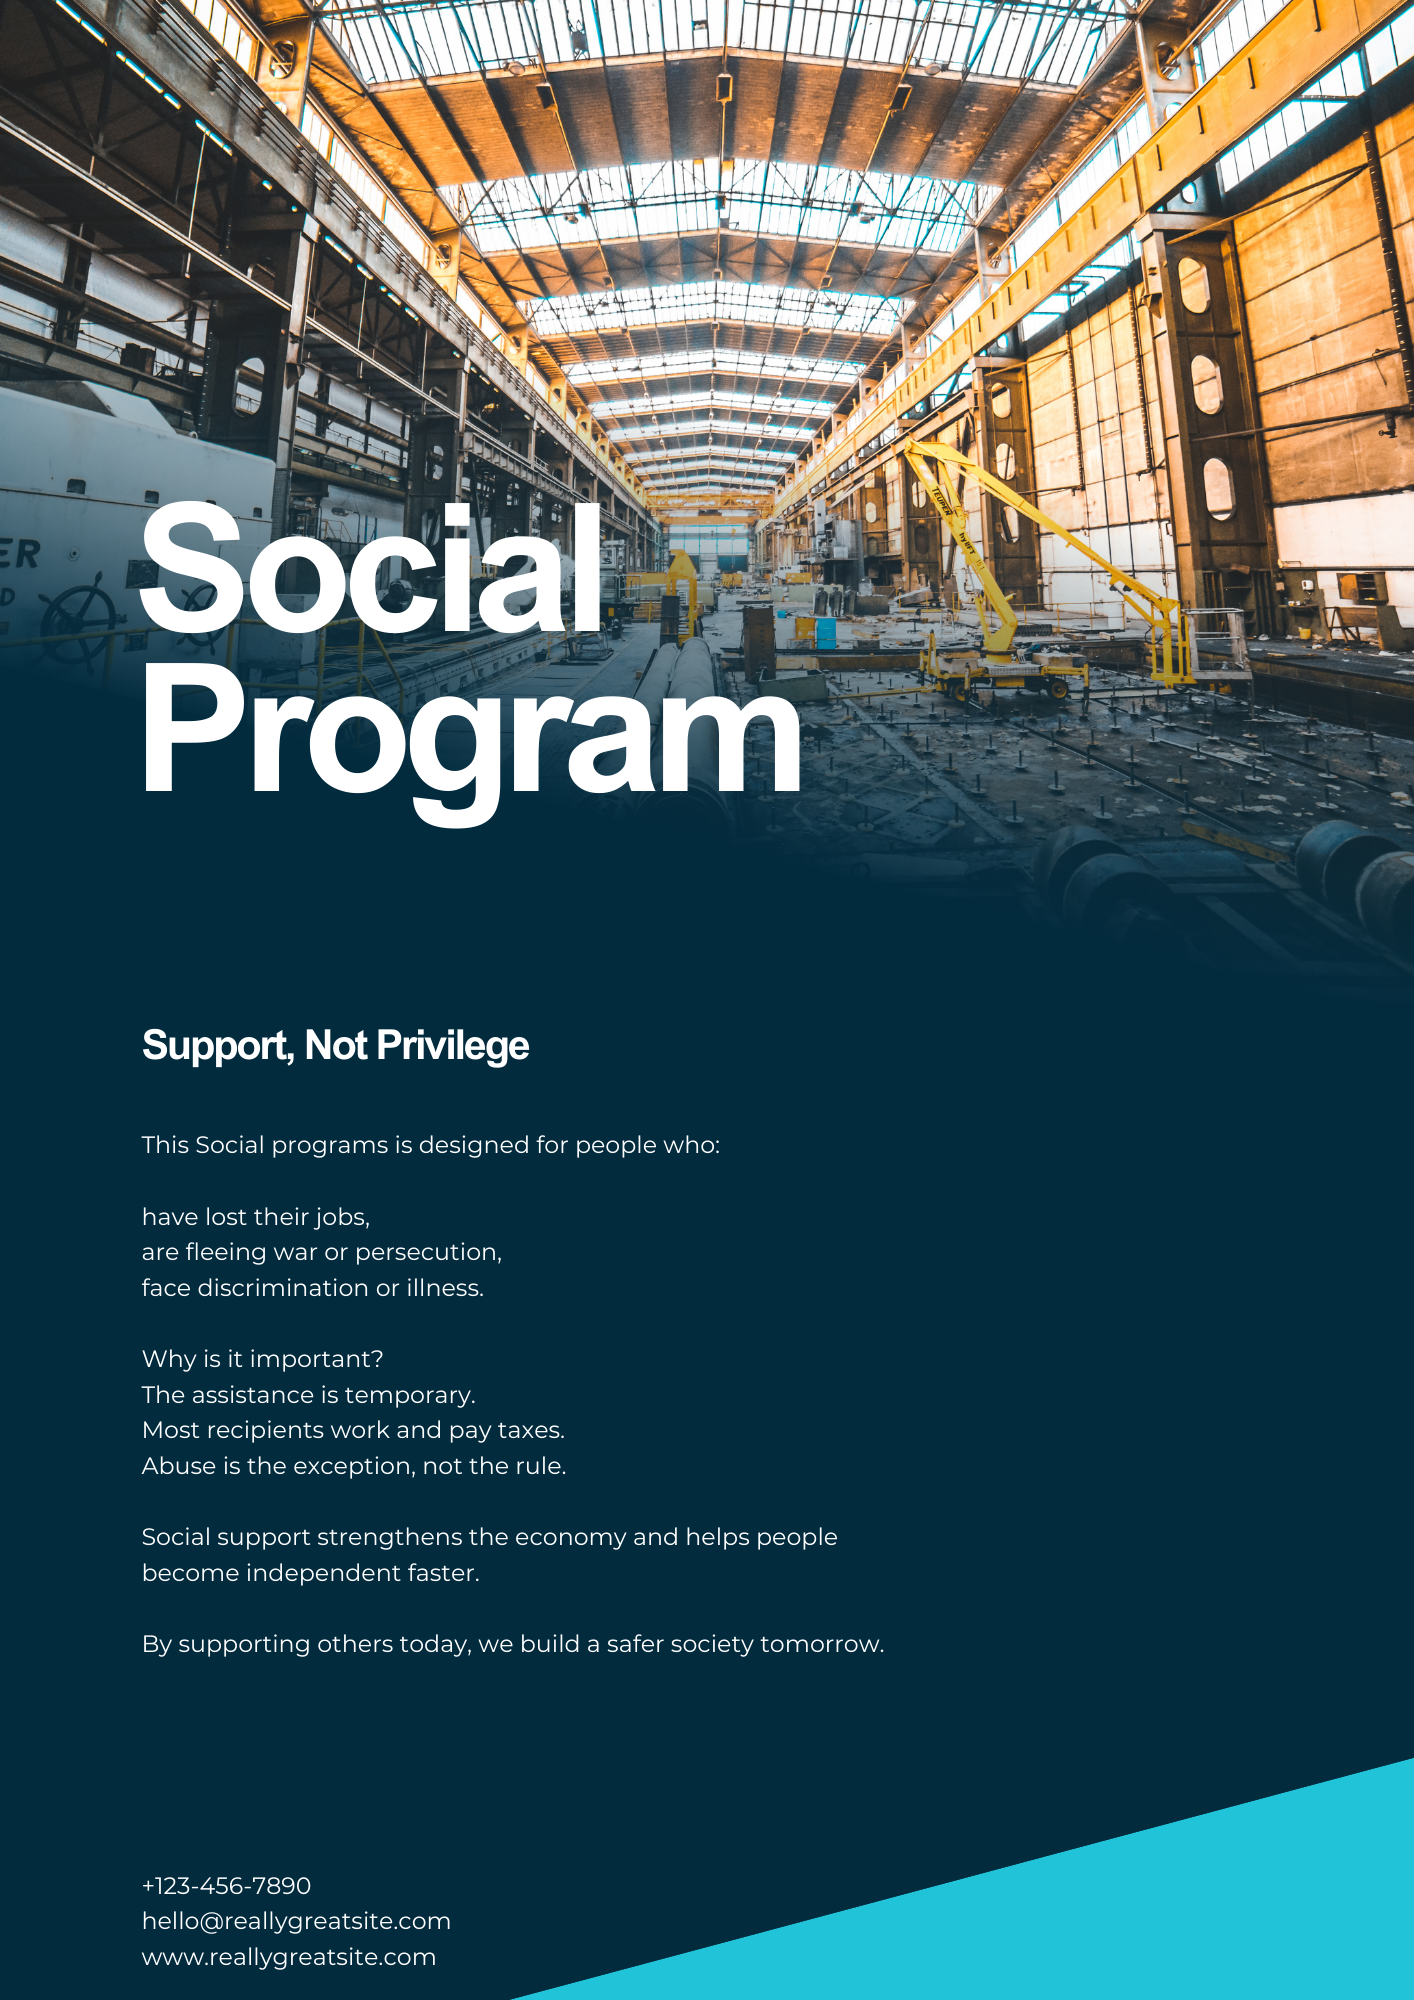 Social
Program
ER
D
TEUPEN
Support, Not Privilege
This Social programs is designed for people who:
have lost their jobs,
are fleeing war or persecution,
face discrimination or illness.
Why is it important?
The assistance is temporary.
Most recipients work and pay taxes.
Abuse is the exception, not the rule.
Social support strengthens the economy and helps people
become independent faster.
By supporting others today, we build a safer society tomorrow.
+123-456-7890
hello@reallygreatsite.com
www.reallygreatsite.com